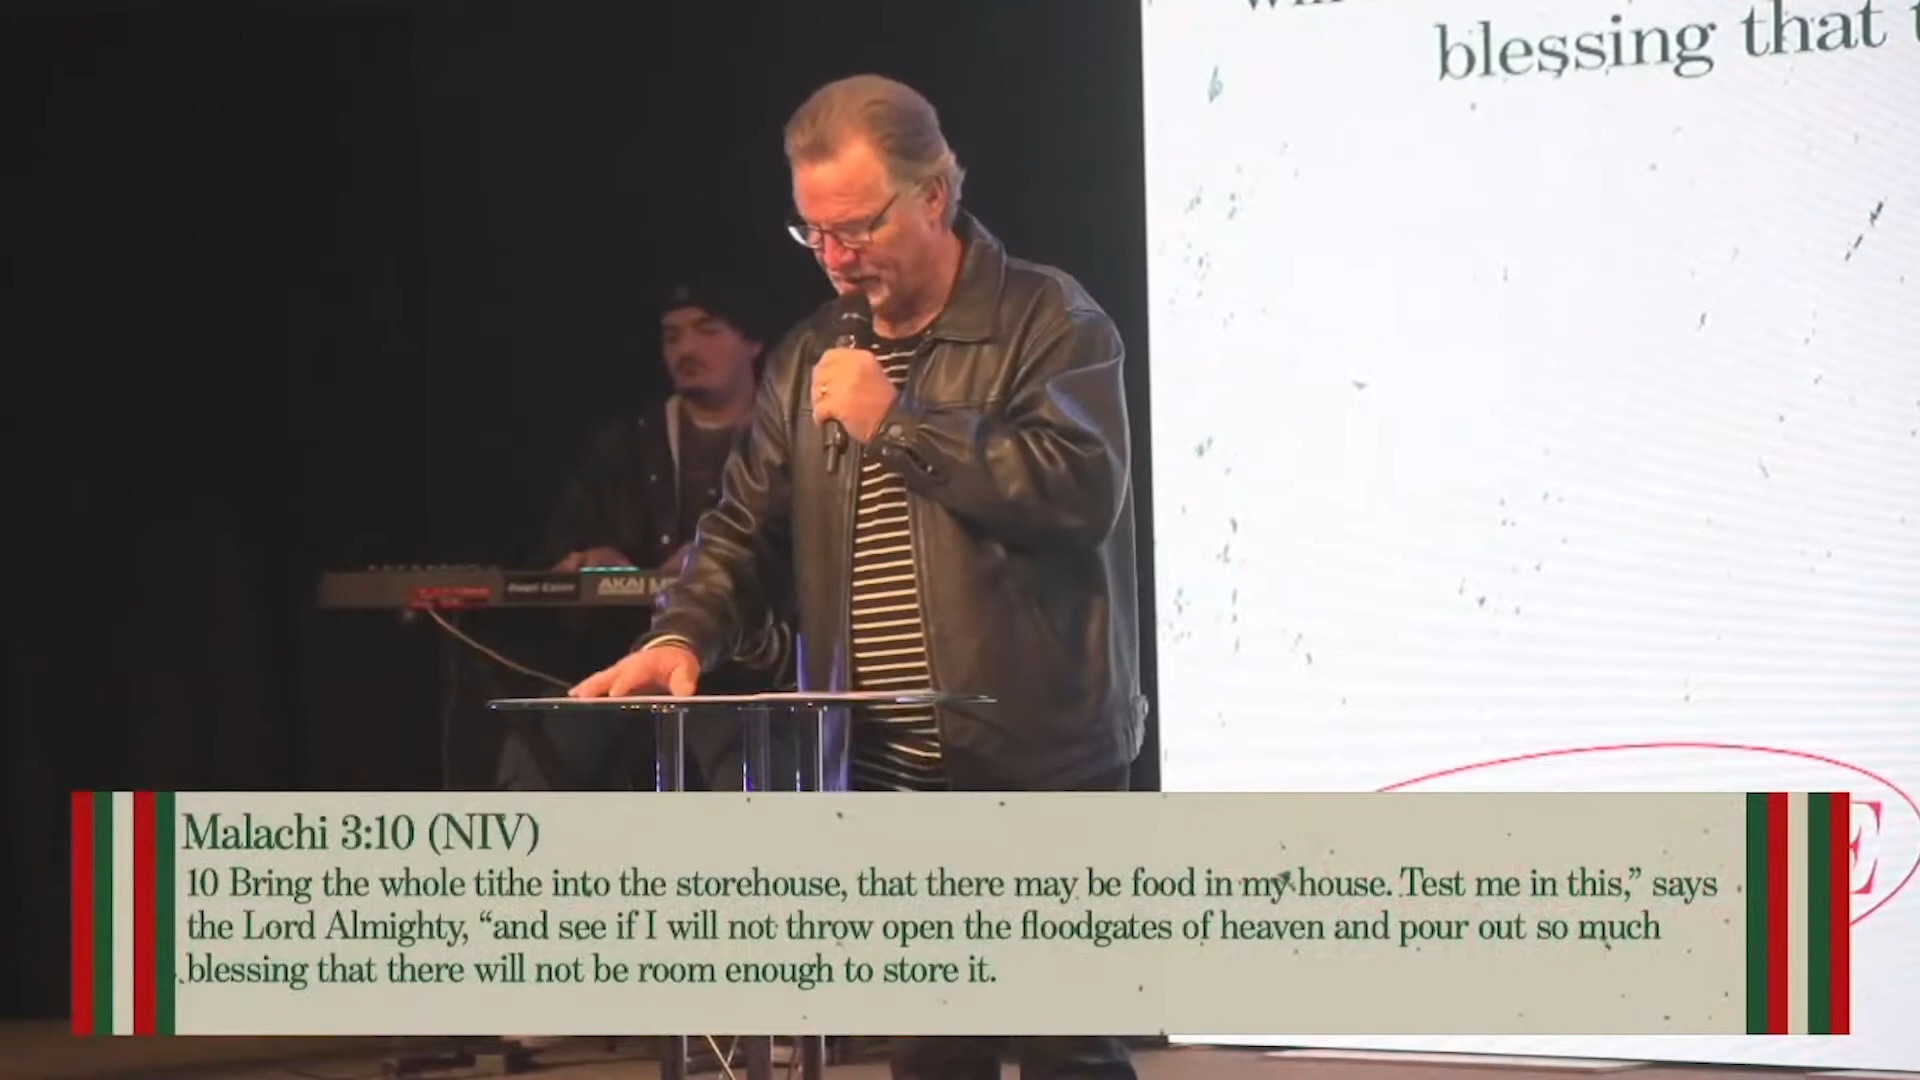 blessing that
Malachi 3:10 (NIV)
10 Bring the whole tithe into the storehouse, that there may be food in my house. Test me in this,” says
the Lord Almighty, “and see if I will not throw open the floodgates of heaven and pour out so much
blessing that there will not be room enough to store it.
AKAI
E